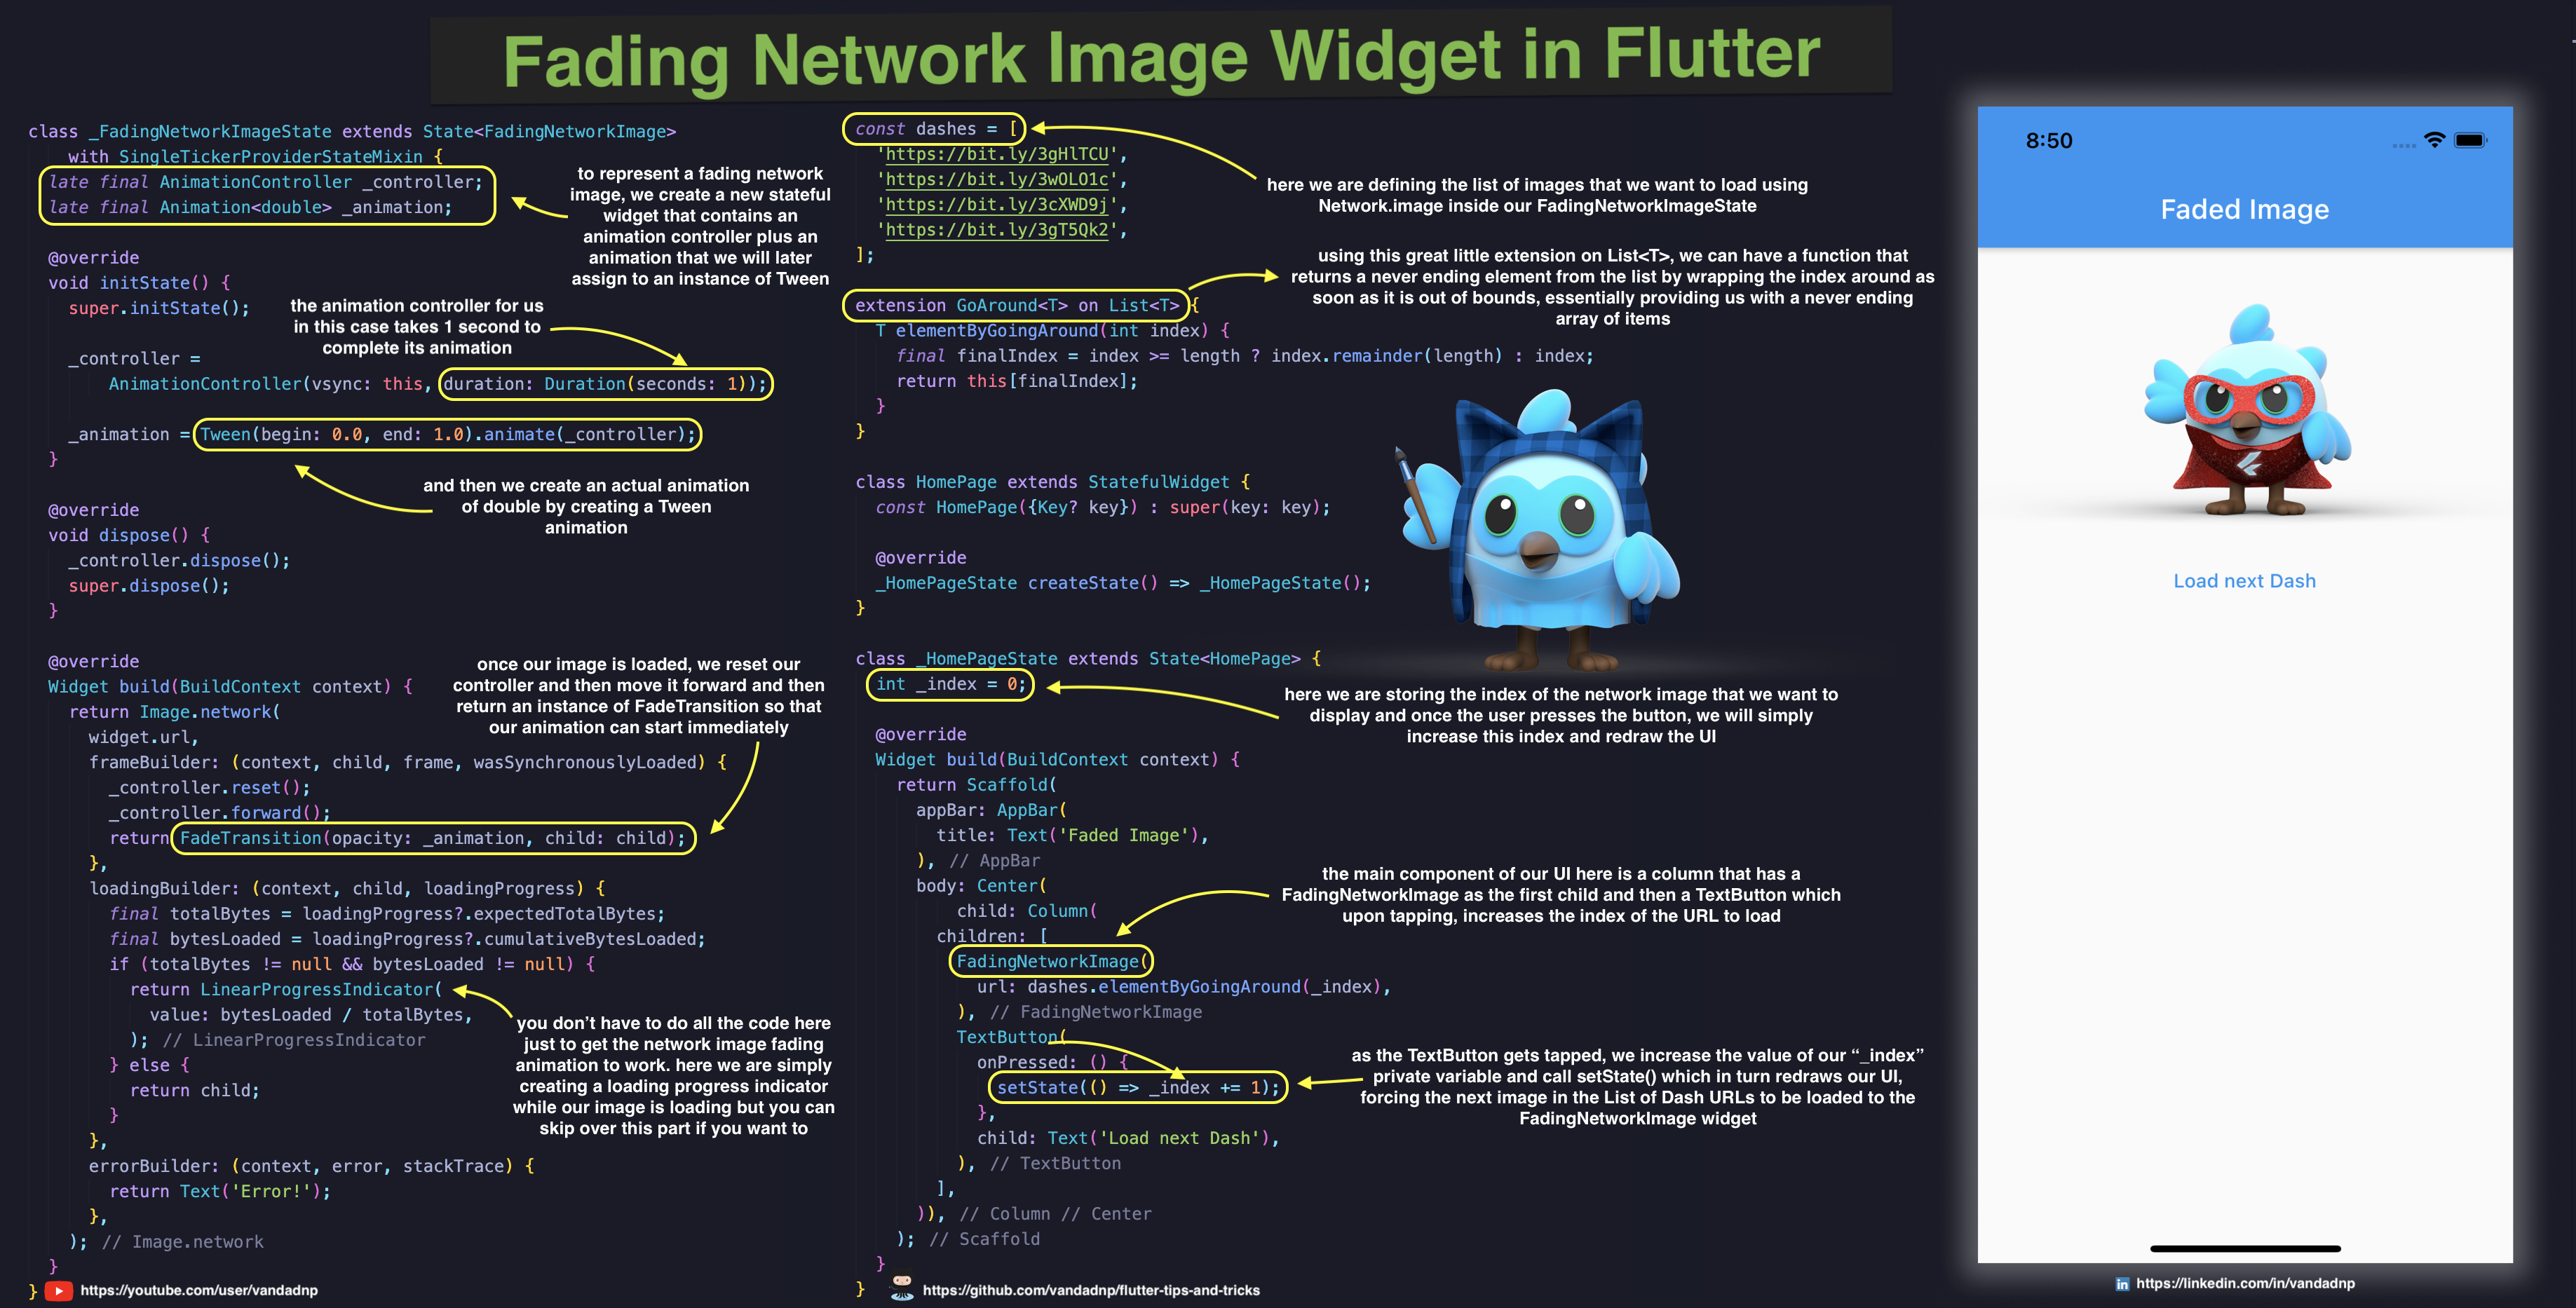 Fading Network Image Widget in Flutter
class _FadingNetworkImageState extends State<FadingNetworkImage>
with SingleTickerProviderStateMixin {
late final AnimationController _controller;
late final Animation<double> _animation;
to represent a fading network
image, we create a new stateful
widget that contains an
animation controller plus an
animation that we will later
assign to an instance of Tween
@override
void initState() {
super.initState();
the animation controller for us
in this case takes 1 second to
complete its animation
_controller =
AnimationController(vsync: this, duration: Duration(seconds: 1));
_animation = Tween(begin: 0.0, end: 1.0).animate(_controller);
}
and then we create an actual animation
of double by creating a Tween
animation
@override
void dispose() {
_controller.dispose();
super.dispose();
}
once our image is loaded, we reset our
controller and then move it forward and then
return an instance of FadeTransition so that
our animation can start immediately
@override
Widget build(BuildContext context) {
return Image.network(
widget.url,
frameBuilder: (context, child, frame, wasSynchronouslyLoaded) {
_controller.reset();
_controller.forward();
return FadeTransition(opacity: _animation, child: child);
},
loadingBuilder: (context, child, loadingProgress) {
final totalBytes = loadingProgress?.expectedTotalBytes;
final bytesLoaded = loadingProgress?.cumulativeBytesLoaded;
if (totalBytes != null && bytesLoaded != null) {
return LinearProgressIndicator(
value: bytesLoaded / totalBytes,
); // LinearProgressIndicator
} else {
return child;
}
},
you don't have to do all the code here
just to get the network image fading
animation to work. here we are simply
creating a loading progress indicator
while our image is loading but you can
skip over this part if you want to
errorBuilder: (context, error, stackTrace) {
return Text('Error!');
},
); // Image.network
}
}
https://youtube.com/user/vandadnp
const dashes = [
'https://bit.ly/3gHlTCU',
'https://bit.ly/3wOLO1c',
'https://bit.ly/3cXWD9j',
'https://bit.ly/3gT5Qk2',
];
here we are defining the list of images that we want to load using
Network.image inside our FadingNetworkImageState
using this great little extension on List<T>, we can have a function that
returns a never ending element from the list by wrapping the index around as
soon as it is out of bounds, essentially providing us with a never ending
array of items
extension GoAround<T> on List<T> {
T elementByGoingAround(int index) {
final finalIndex = index >= length ? index.remainder(length) : index;
return this[finalIndex];
}
}
class HomePage extends StatefulWidget {
const HomePage({Key? key}) : super(key: key);
@override
_HomePageState createState() => _HomePageState();
}
class _HomePageState extends State<HomePage> {
int _index = 0;
here we are storing the index of the network image that we want to
display and once the user presses the button, we will simply
increase this index and redraw the UI
@override
Widget build(BuildContext context) {
return Scaffold(
appBar: AppBar(
title: Text('Faded Image'),
), // AppBar
body: Center(
child: Column(
children: [
FadingNetworkImage(
url: dashes.elementByGoingAround(_index),
), // FadingNetworkImage
the main component of our UI here is a column that has a
FadingNetworkImage as the first child and then a TextButton which
upon tapping, increases the index of the URL to load
TextButton(
onPressed: () {
setState(() => _index += 1);
},
child: Text('Load next Dash'),
), // TextButton
],
)), // Column // Center
); // Scaffold
}
}
as the TextButton gets tapped, we increase the value of our “_index”
private variable and call setState() which in turn redraws our UI,
forcing the next image in the List of Dash URLs to be loaded to the
FadingNetworkImage widget
https://github.com/vandadnp/flutter-tips-and-tricks
8:50
Faded Image
Load next Dash
in https://linkedin.com/in/vandadnp